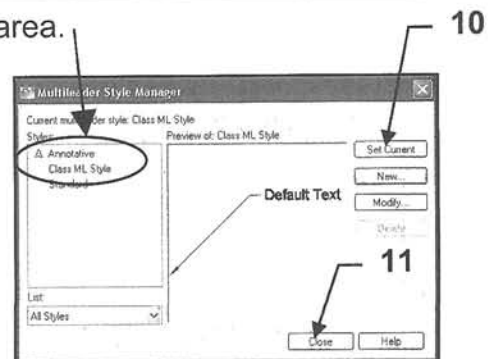 area.
10
Multileader Style Manager
Current multileader style: Class ML Style
Styles:
Preview of: Class ML Style
Annotative
Class ML Style
Standard
Set Current
New...
Modify...
Delete
Default Text
11
List:
All Styles
Close
Help